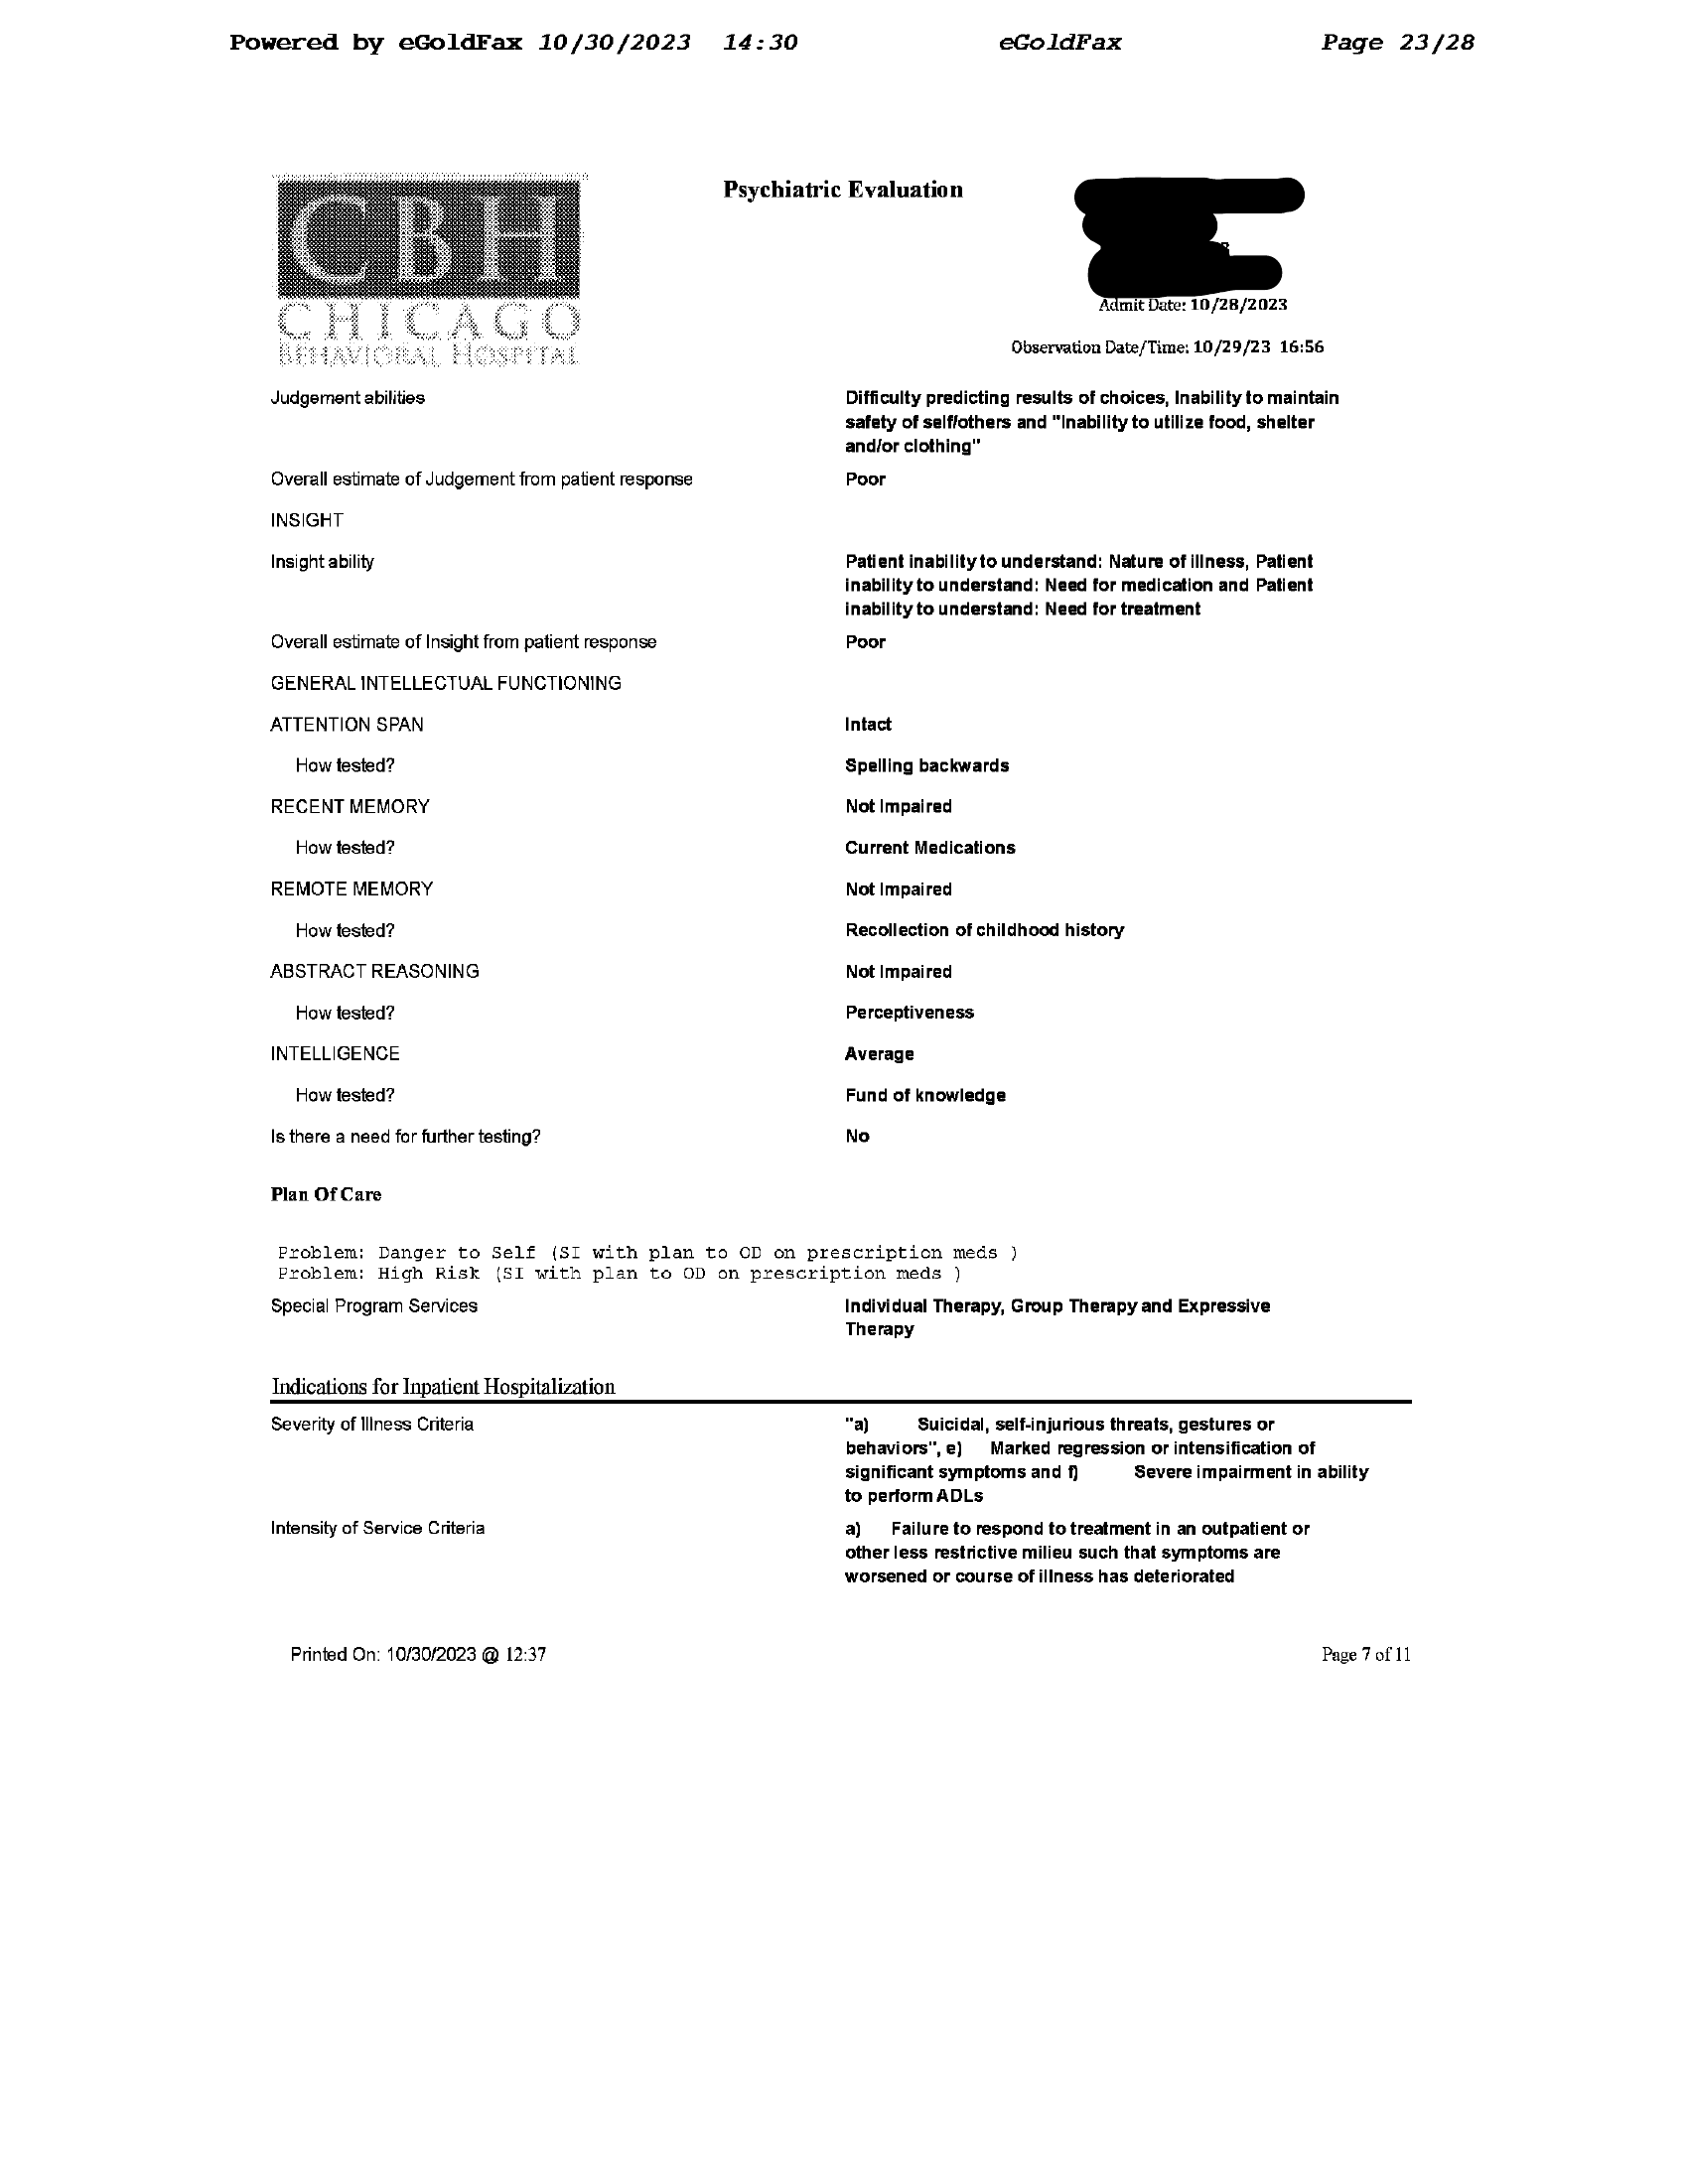 Powered by eGoldFax 10/30/2023 14:30 eGoldFax Page 23/28
CBH
CHICAGO
BEHAVIORAL HOSPITAL
Psychiatric Evaluation
Admit Date: 10/28/2023
Observation Date/Time: 10/29/23 16:56
Judgement abilities Difficulty predicting results of choices, Inability to maintain
safety of self/others and "Inability to utilize food, shelter
and/or clothing"
Overall estimate of Judgement from patient response Poor
INSIGHT
Insight ability Patient inability to understand: Nature of illness, Patient
inability to understand: Need for medication and Patient
inability to understand: Need for treatment
Overall estimate of Insight from patient response Poor
GENERAL INTELLECTUAL FUNCTIONING
ATTENTION SPAN Intact
How tested? Spelling backwards
RECENT MEMORY Not Impaired
How tested? Current Medications
REMOTE MEMORY Not Impaired
How tested? Recollection of childhood history
ABSTRACT REASONING Not Impaired
How tested? Perceptiveness
INTELLIGENCE Average
How tested? Fund of knowledge
Is there a need for further testing? No
Plan Of Care
Problem: Danger to Self (SI with plan to OD on prescription meds )
Problem: High Risk (SI with plan to OD on prescription meds )
Special Program Services Individual Therapy, Group Therapy and Expressive
Therapy
Indications for Inpatient Hospitalization
Severity of Illness Criteria "a) Suicidal, self-injurious threats, gestures or
behaviors", e) Marked regression or intensification of
significant symptoms and f) Severe impairment in ability
to perform ADLs
Intensity of Service Criteria a) Failure to respond to treatment in an outpatient or
other less restrictive milieu such that symptoms are
worsened or course of illness has deteriorated
Printed On: 10/30/2023 @ 12:37 Page 7 of 11